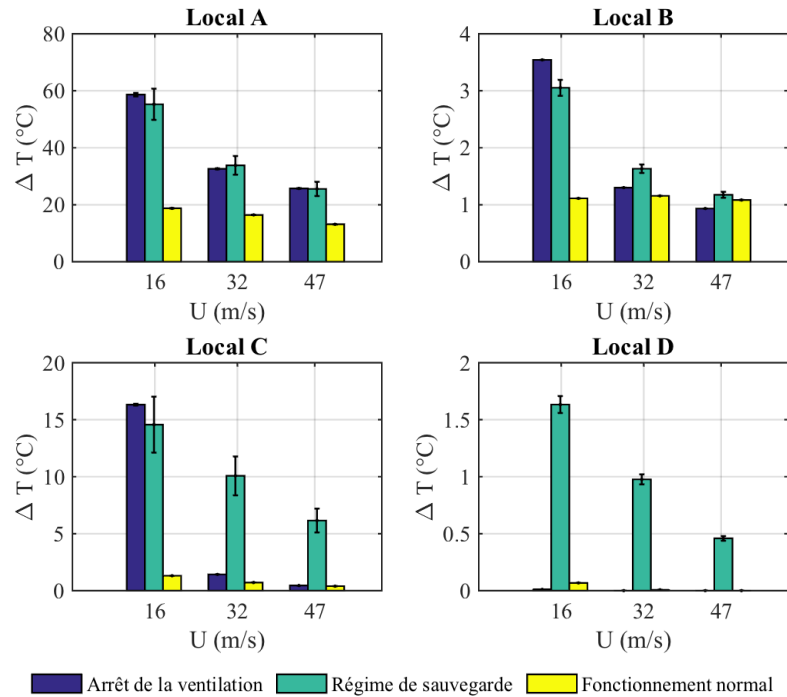 Local A
Δ T (°C)
80
60
40
20
0
16 32 47
U (m/s)
Local B
Δ T (°C)
4
3
2
1
0
16 32 47
U (m/s)
Local C
Δ T (°C)
20
15
10
5
0
16 32 47
U (m/s)
Local D
Δ T (°C)
2
1.5
1
0.5
0
16 32 47
U (m/s)
Arrêt de la ventilation Régime de sauvegarde Fonctionnement normal